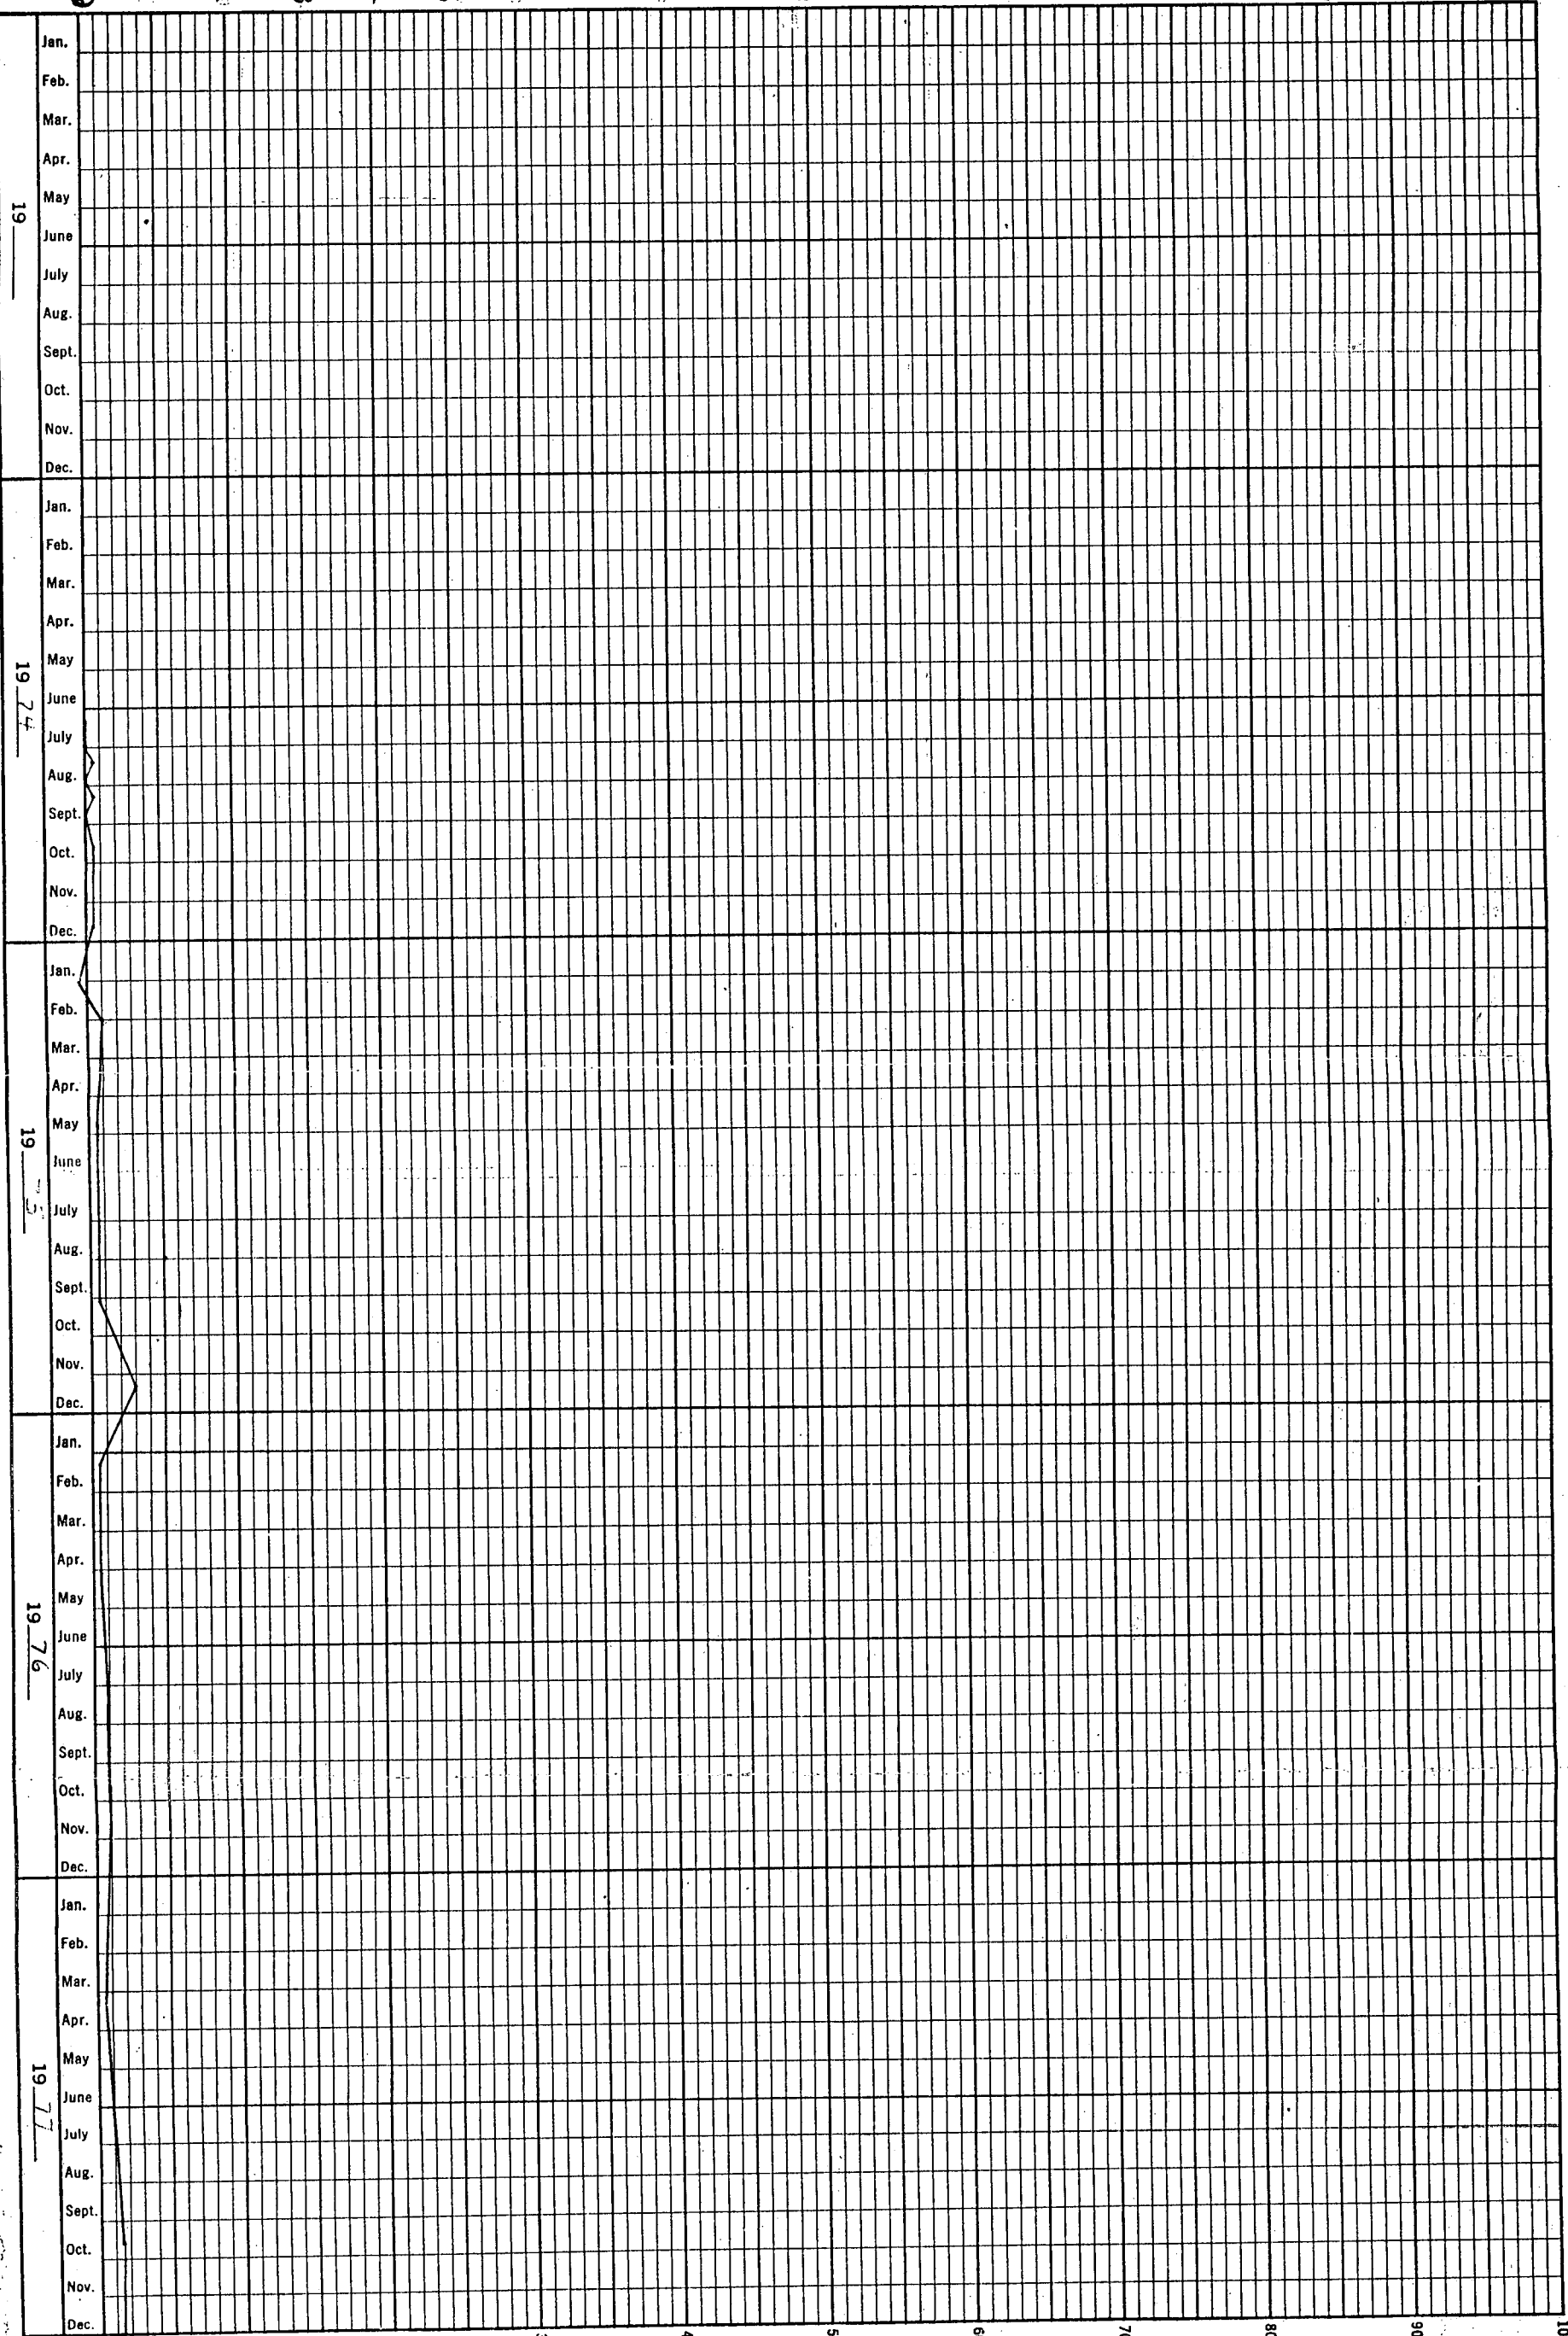 19
Jan.
Feb.
Mar.
Apr.
May
June
July
Aug.
Sept.
Oct.
Nov.
Dec.
19 74
Jan.
Feb.
Mar.
Apr.
May
June
July
Aug.
Sept.
Oct.
Nov.
Dec.
19
Jan.
Feb.
Mar.
Apr.
May
June
July
Aug.
Sept.
Oct.
Nov.
Dec.
19 76
Jan.
Feb.
Mar.
Apr.
May
June
July
Aug.
Sept.
Oct.
Nov.
Dec.
19 77
Jan.
Feb.
Mar.
Apr.
May
June
July
Aug.
Sept.
Oct.
Nov.
Dec.
70
80
90